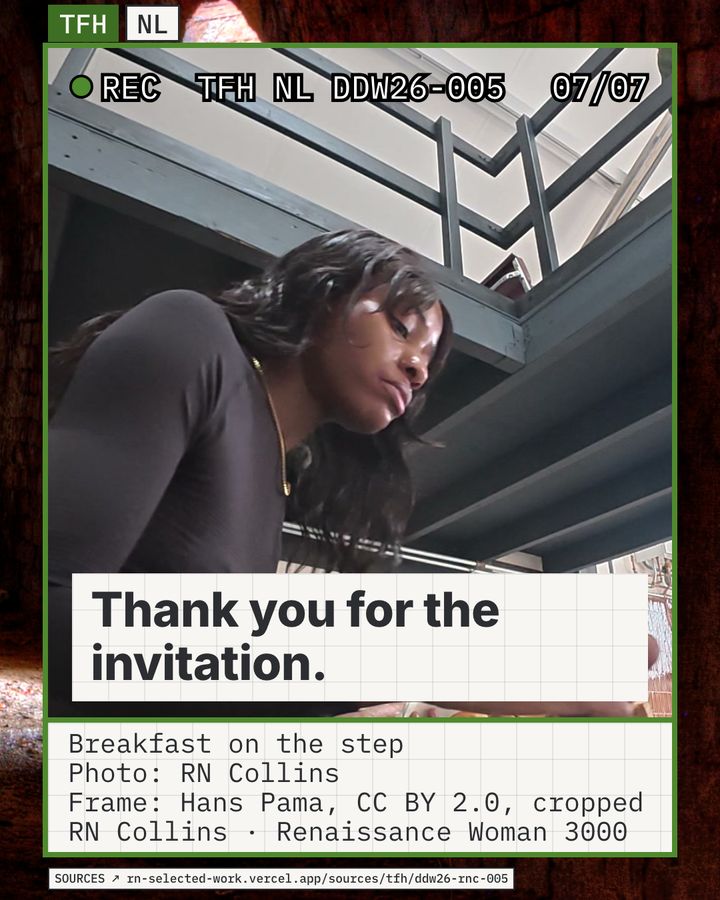 TFH NL
REC TFH NL DDW26-005 07/07
Thank you for the
invitation.
Breakfast on the step
Photo: RN Collins
Frame: Hans Pama, CC BY 2.0, cropped
RN Collins · Renaissance Woman 3000
SOURCES ↗ rn-selected-work.vercel.app/sources/tfh/ddw26-rnc-005